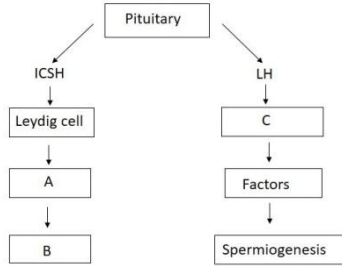 Pituitary
ICSH
LH
Leydig cell
C
A
Factors
B
Spermiogenesis